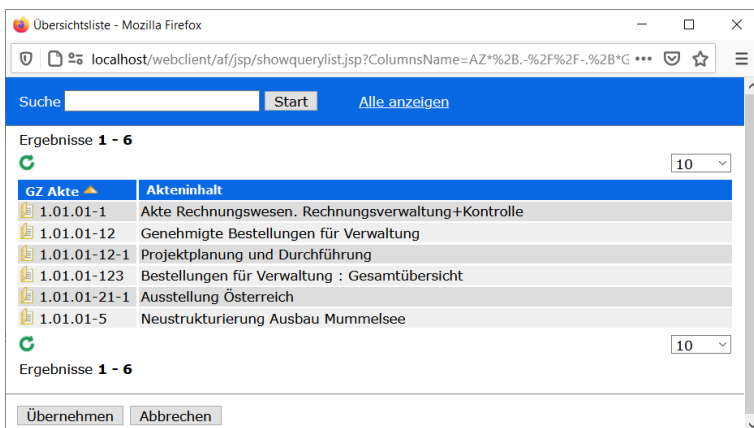 Übersichtsliste - Mozilla Firefox
localhost/webclient/af/jsp/showquerylist.jsp?ColumnsName=AZ*%2B.-%2F%2F-.%2B*G
Suche Start Alle anzeigen
Ergebnisse 1 - 6
10
GZ Akte Akteninhalt
1.01.01-1 Akte Rechnungswesen. Rechnungsverwaltung+Kontrolle
1.01.01-12 Genehmigte Bestellungen für Verwaltung
1.01.01-12-1 Projektplanung und Durchführung
1.01.01-123 Bestellungen für Verwaltung : Gesamtübersicht
1.01.01-21-1 Ausstellung Österreich
1.01.01-5 Neustrukturierung Ausbau Mummelsee
10
Ergebnisse 1 - 6
Übernehmen Abbrechen